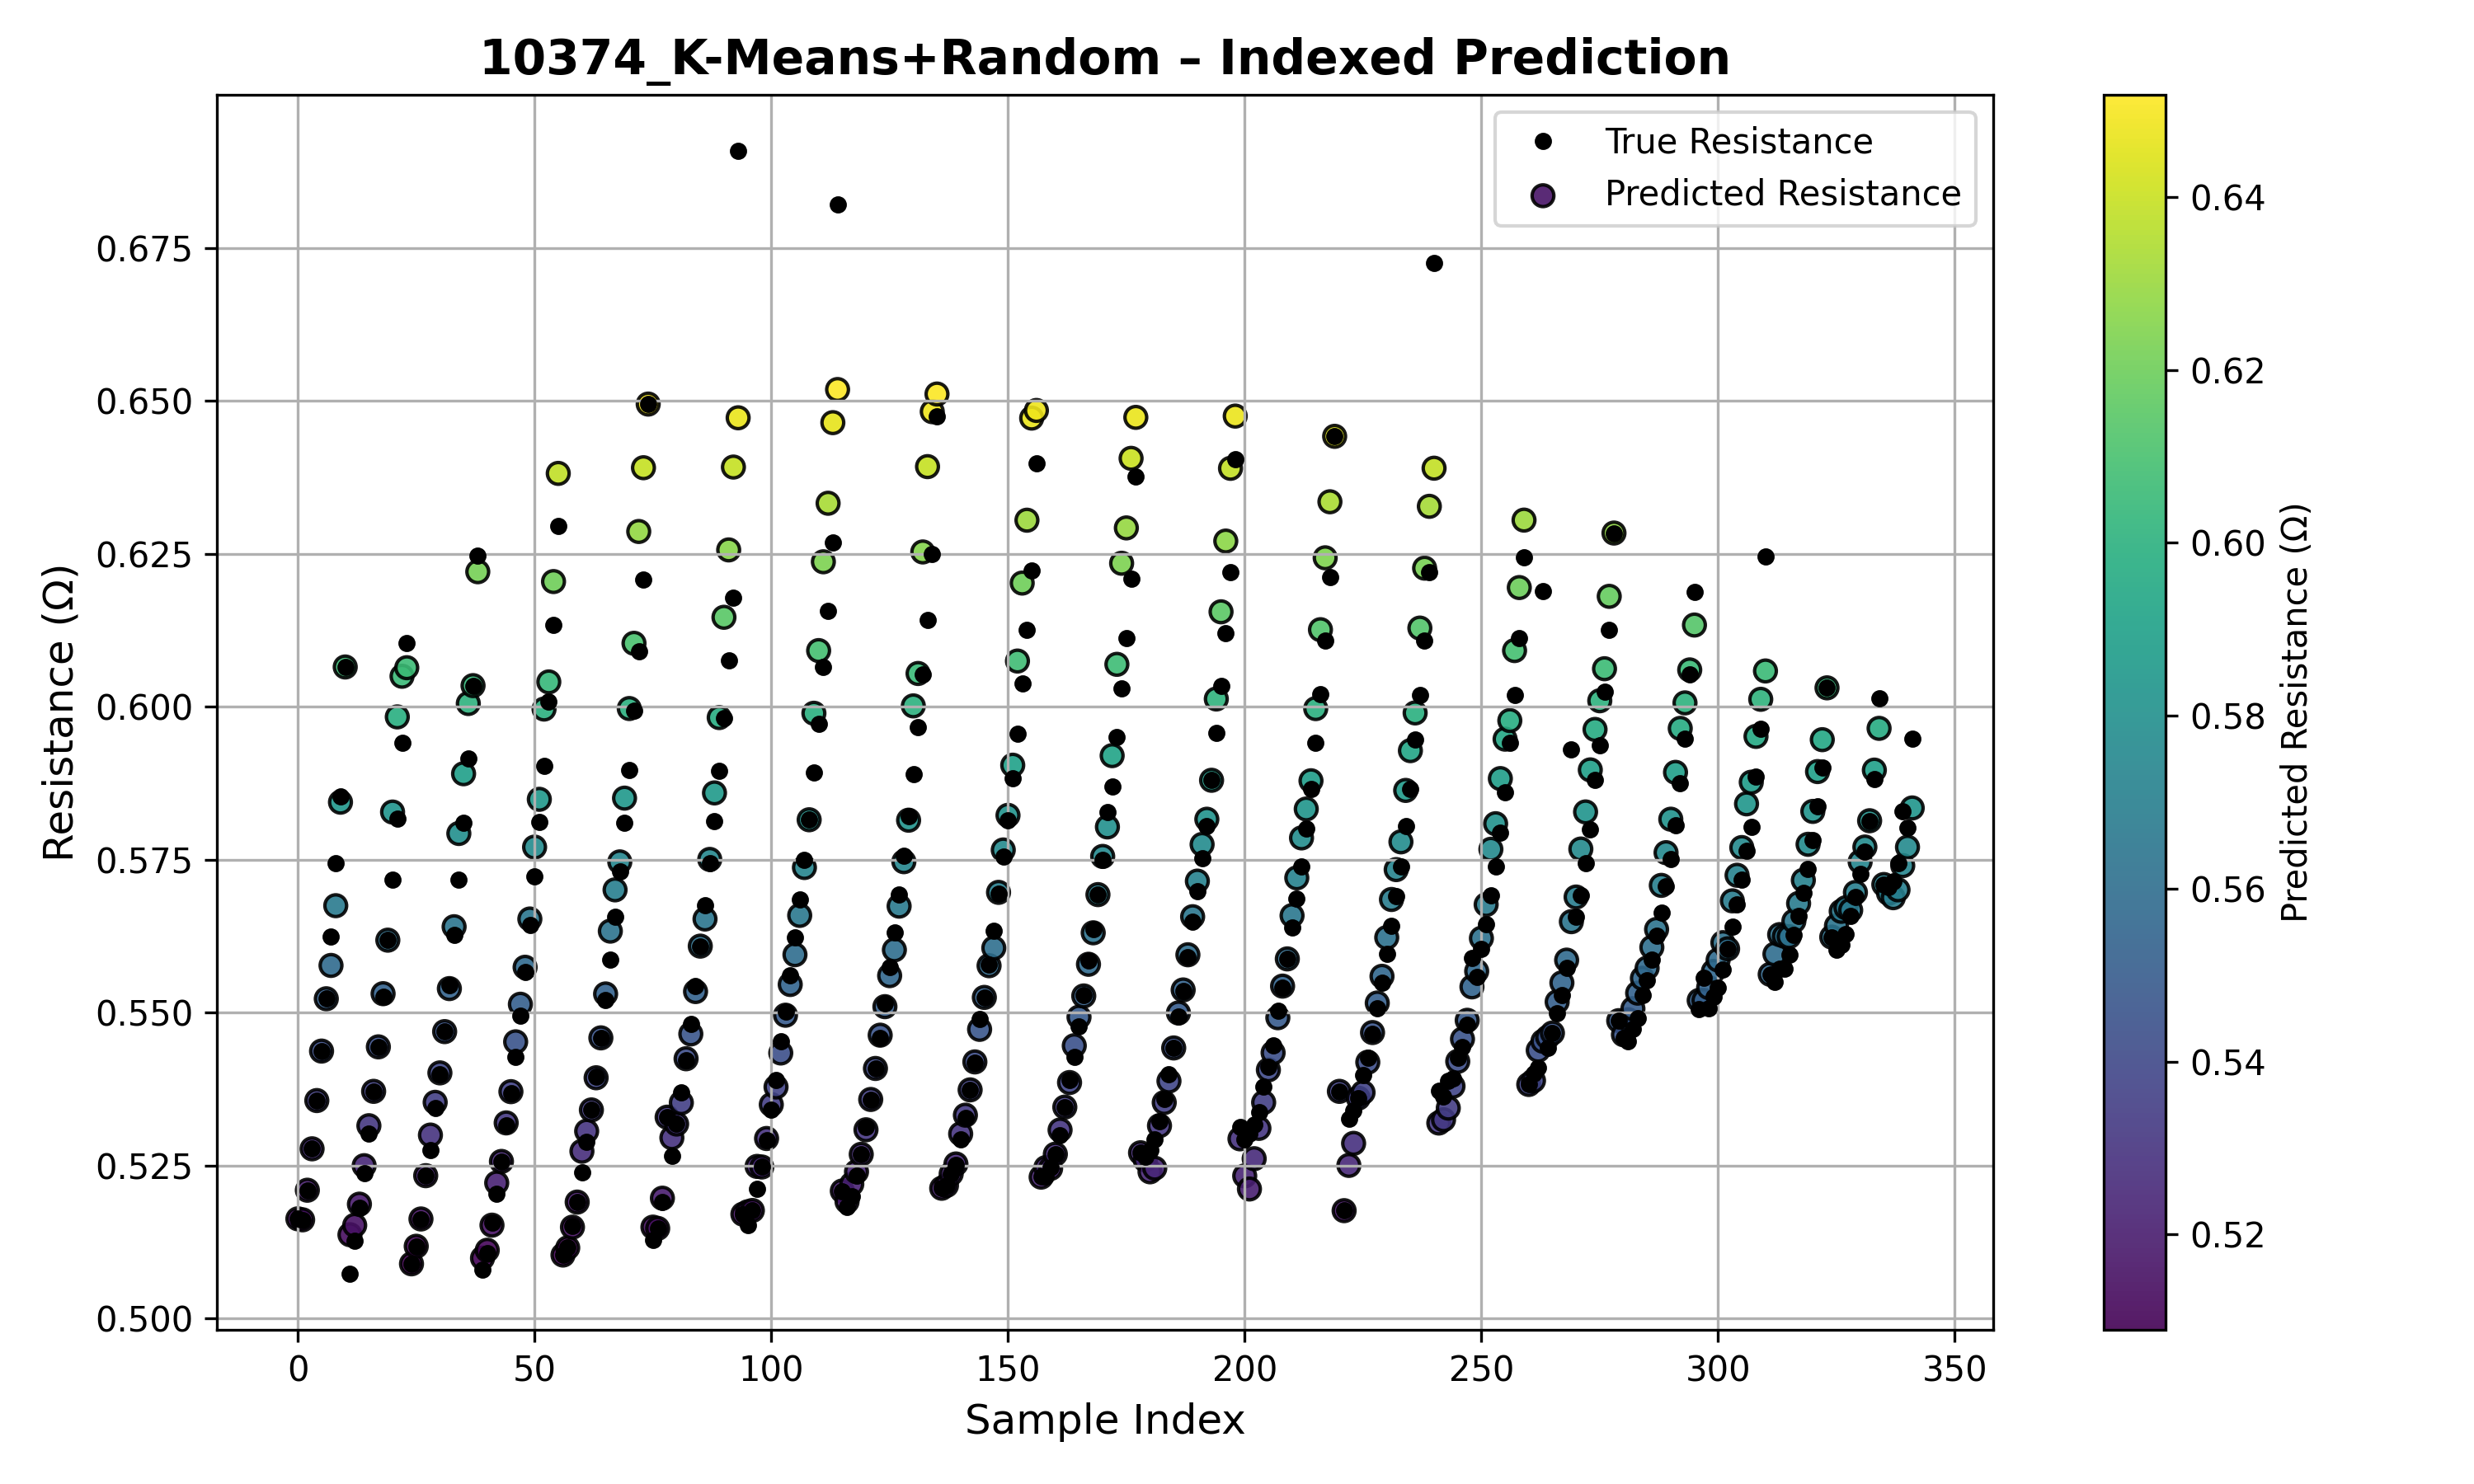 10374_K-Means+Random – Indexed Prediction
True Resistance
Predicted Resistance
Resistance (Ω)
0.675
0.650
0.625
0.600
0.575
0.550
0.525
0.500
0 50 100 150 200 250 300 350
Sample Index
0.64
0.62
0.60
0.58
0.56
0.54
0.52
Predicted Resistance (Ω)